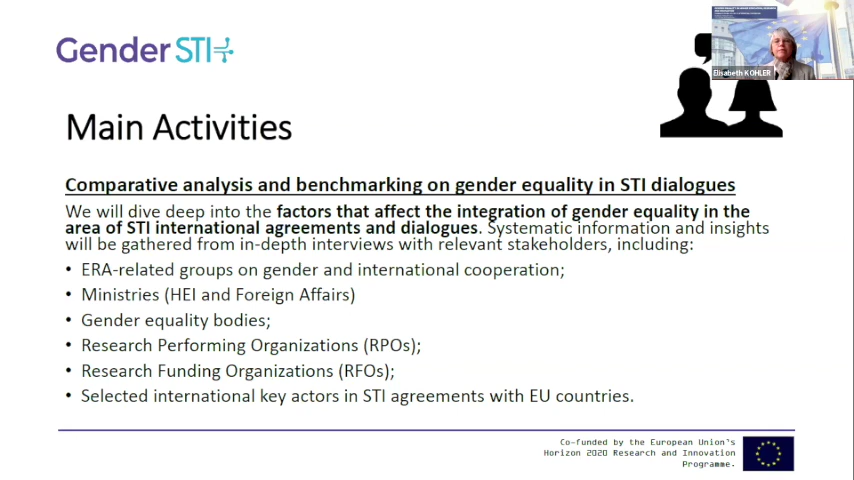 Gender STI
Elisabeth KOHLER
Main Activities
Comparative analysis and benchmarking on gender equality in STI dialogues
We will dive deep into the factors that affect the integration of gender equality in the
area of STI international agreements and dialogues. Systematic information and insights
will be gathered from in-depth interviews with relevant stakeholders, including:
• ERA-related groups on gender and international cooperation;
• Ministries (HEI and Foreign Affairs)
• Gender equality bodies;
• Research Performing Organizations (RPOs);
• Research Funding Organizations (RFOs);
• Selected international key actors in STI agreements with EU countries.
Co-funded by the European Union's
Horizon 2020 Research and Innovation
Programme.